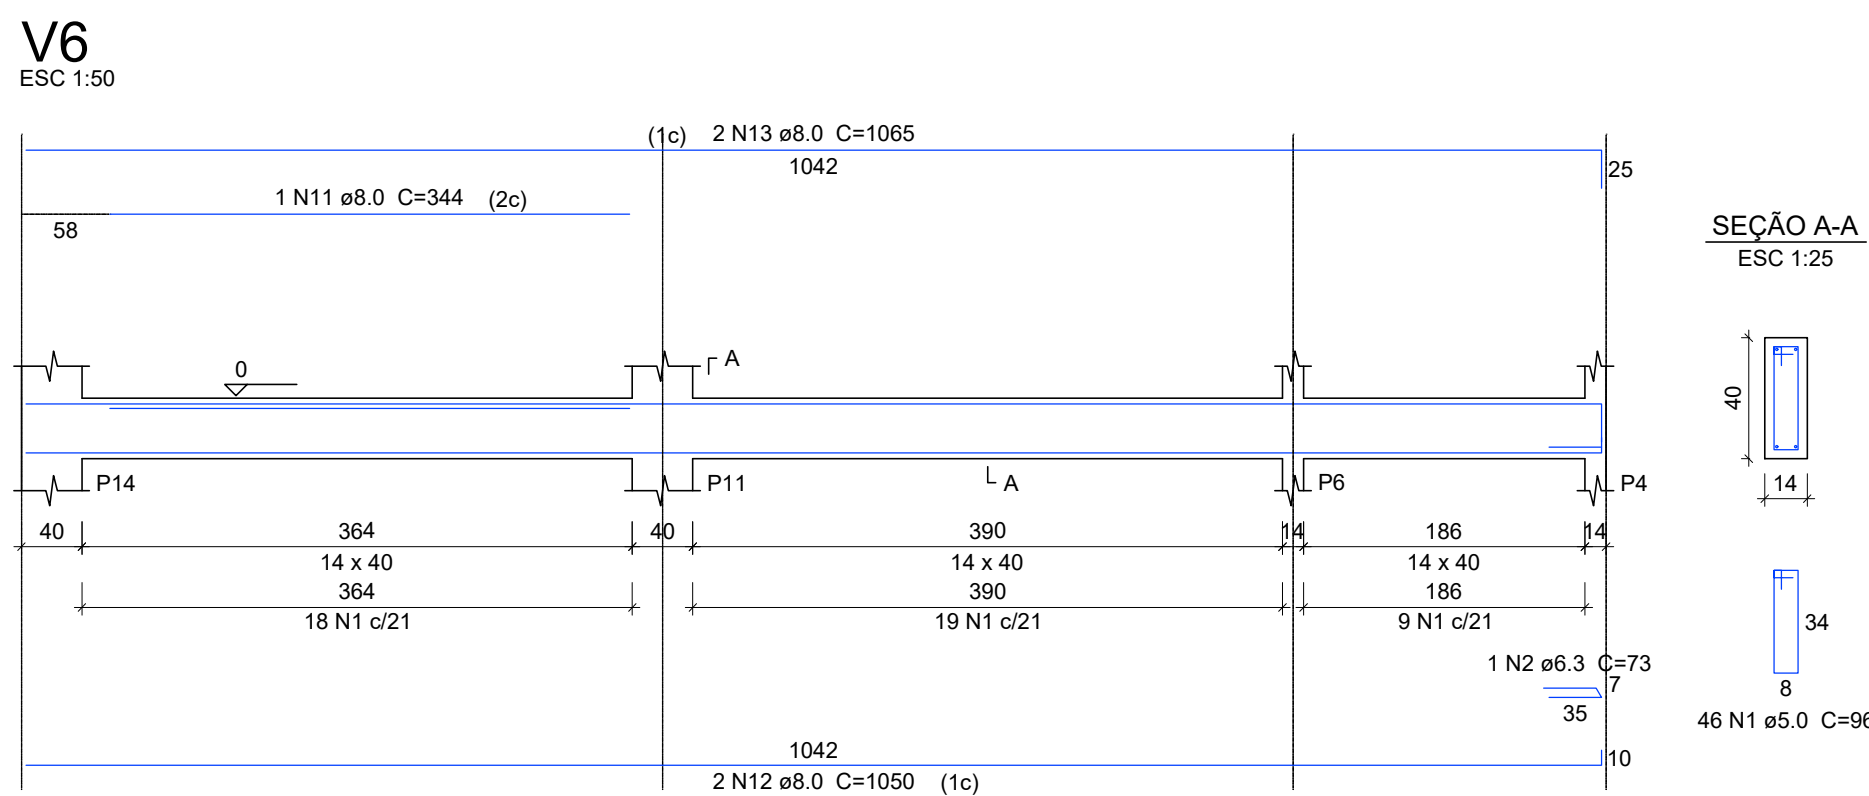 V6
ESC 1:50
(1c) 2 N13 ø8.0 C=1065
1042
25
1 N11 ø8.0 C=344 (2c)
58
SEÇÃO A-A
ESC 1:25
0
A
40
14
P14
P11
A
P6
P4
40 364 40 390 14 186 14
14 x 40 14 x 40 14 x 40
364 390 186
18 N1 c/21 19 N1 c/21 9 N1 c/21
34
8
46 N1 ø5.0 C=96
1 N2 ø6.3 C=73
7
35
1042
10
2 N12 ø8.0 C=1050 (1c)